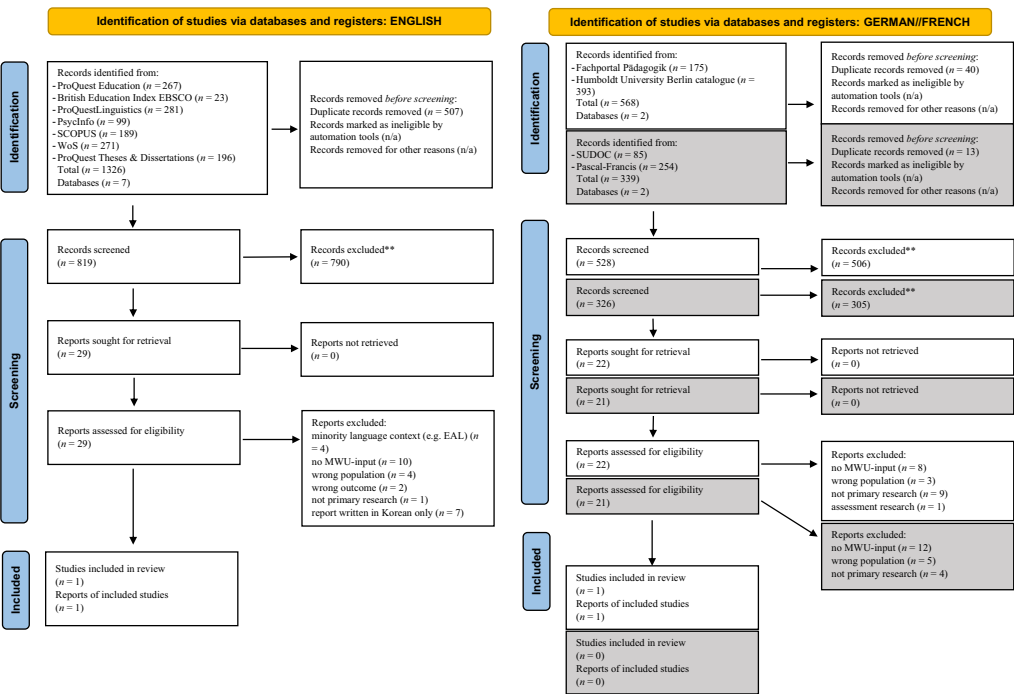 Identification of studies via databases and registers: ENGLISH
Identification
Records identified from:
- ProQuest Education (n = 267)
- British Education Index EBSCO (n = 23)
- ProQuestLinguistics (n = 281)
- PsycInfo (n = 99)
- SCOPUS (n = 189)
- WoS (n = 271)
- ProQuest Theses & Dissertations (n = 196)
Total (n = 1326)
Databases (n = 7)
Records removed before screening:
Duplicate records removed (n = 507)
Records marked as ineligible by
automation tools (n/a)
Records removed for other reasons (n/a)
Screening
Records screened
(n = 819)
Records excluded**
(n = 790)
Reports sought for retrieval
(n = 29)
Reports not retrieved
(n = 0)
Reports assessed for eligibility
(n = 29)
Reports excluded:
minority language context (e.g. EAL) (n
= 4)
no MWU-input (n = 10)
wrong population (n = 4)
wrong outcome (n = 2)
not primary research (n = 1)
report written in Korean only (n = 7)
Included
Studies included in review
(n = 1)
Reports of included studies
(n = 1)
Identification of studies via databases and registers: GERMAN//FRENCH
Identification
Records identified from:
- Fachportal Pädagogik (n = 175)
- Humboldt University Berlin catalogue (n =
393)
Total (n = 568)
Databases (n = 2)
Records removed before screening:
Duplicate records removed (n = 40)
Records marked as ineligible by
automation tools (n/a)
Records removed for other reasons (n/a)
Records identified from:
- SUDOC (n = 85)
- Pascal-Francis (n = 254)
Total (n = 339)
Databases (n = 2)
Records removed before screening:
Duplicate records removed (n = 13)
Records marked as ineligible by
automation tools (n/a)
Records removed for other reasons (n/a)
Screening
Records screened
(n = 528)
Records excluded**
(n = 506)
Records screened
(n = 326)
Records excluded**
(n = 305)
Reports sought for retrieval
(n = 22)
Reports not retrieved
(n = 0)
Reports sought for retrieval
(n = 21)
Reports not retrieved
(n = 0)
Reports assessed for eligibility
(n = 22)
Reports excluded:
no MWU-input (n = 8)
wrong population (n = 3)
not primary research (n = 9)
assessment research (n = 1)
Reports assessed for eligibility
(n = 21)
Reports excluded:
no MWU-input (n = 12)
wrong population (n = 5)
not primary research (n = 4)
Included
Studies included in review
(n = 1)
Reports of included studies
(n = 1)
Studies included in review
(n = 0)
Reports of included studies
(n = 0)